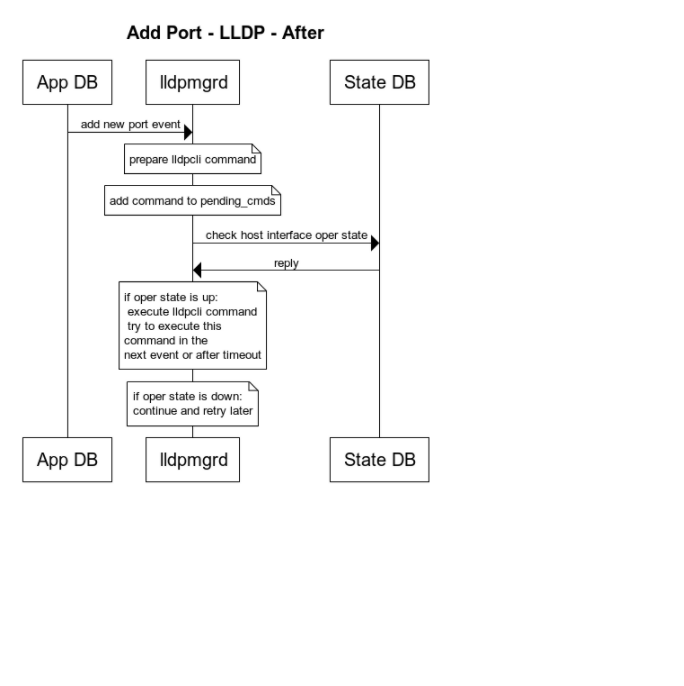 Add Port - LLDP - After
App DB
lldpmgrd
State DB
add new port event
prepare lldpcli command
add command to pending_cmds
check host interface oper state
reply
if oper state is up:
execute lldpcli command
try to execute this
command in the
next event or after timeout
if oper state is down:
continue and retry later
App DB
lldpmgrd
State DB